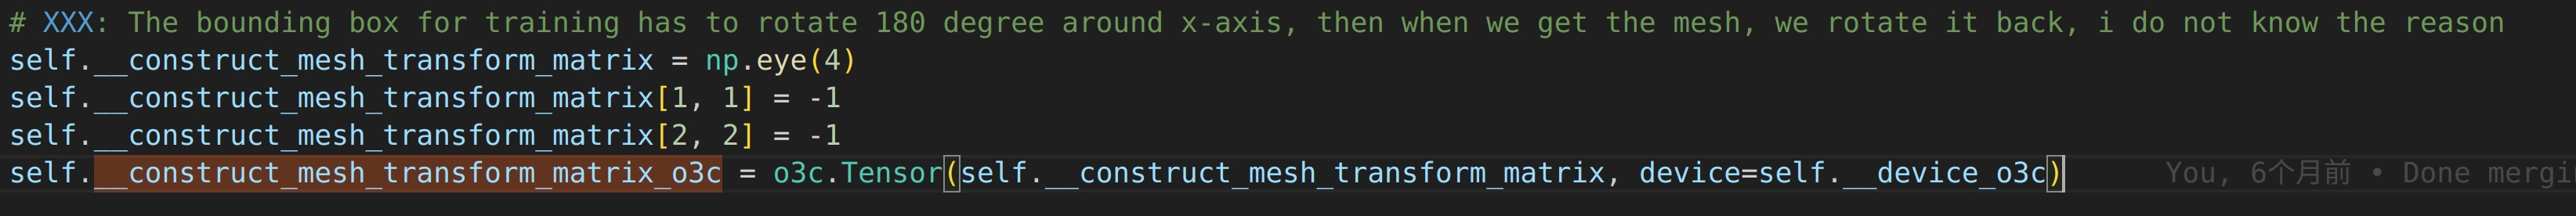 # XXX: The bounding box for training has to rotate 180 degree around x-axis, then when we get the mesh, we rotate it back, i do not know the reason
self.__construct_mesh_transform_matrix = np.eye(4)
self.__construct_mesh_transform_matrix[1, 1] = -1
self.__construct_mesh_transform_matrix[2, 2] = -1
self.__construct_mesh_transform_matrix_o3c = o3c.Tensor(self.__construct_mesh_transform_matrix, device=self.__device_o3c) You, 6个月前 • Done